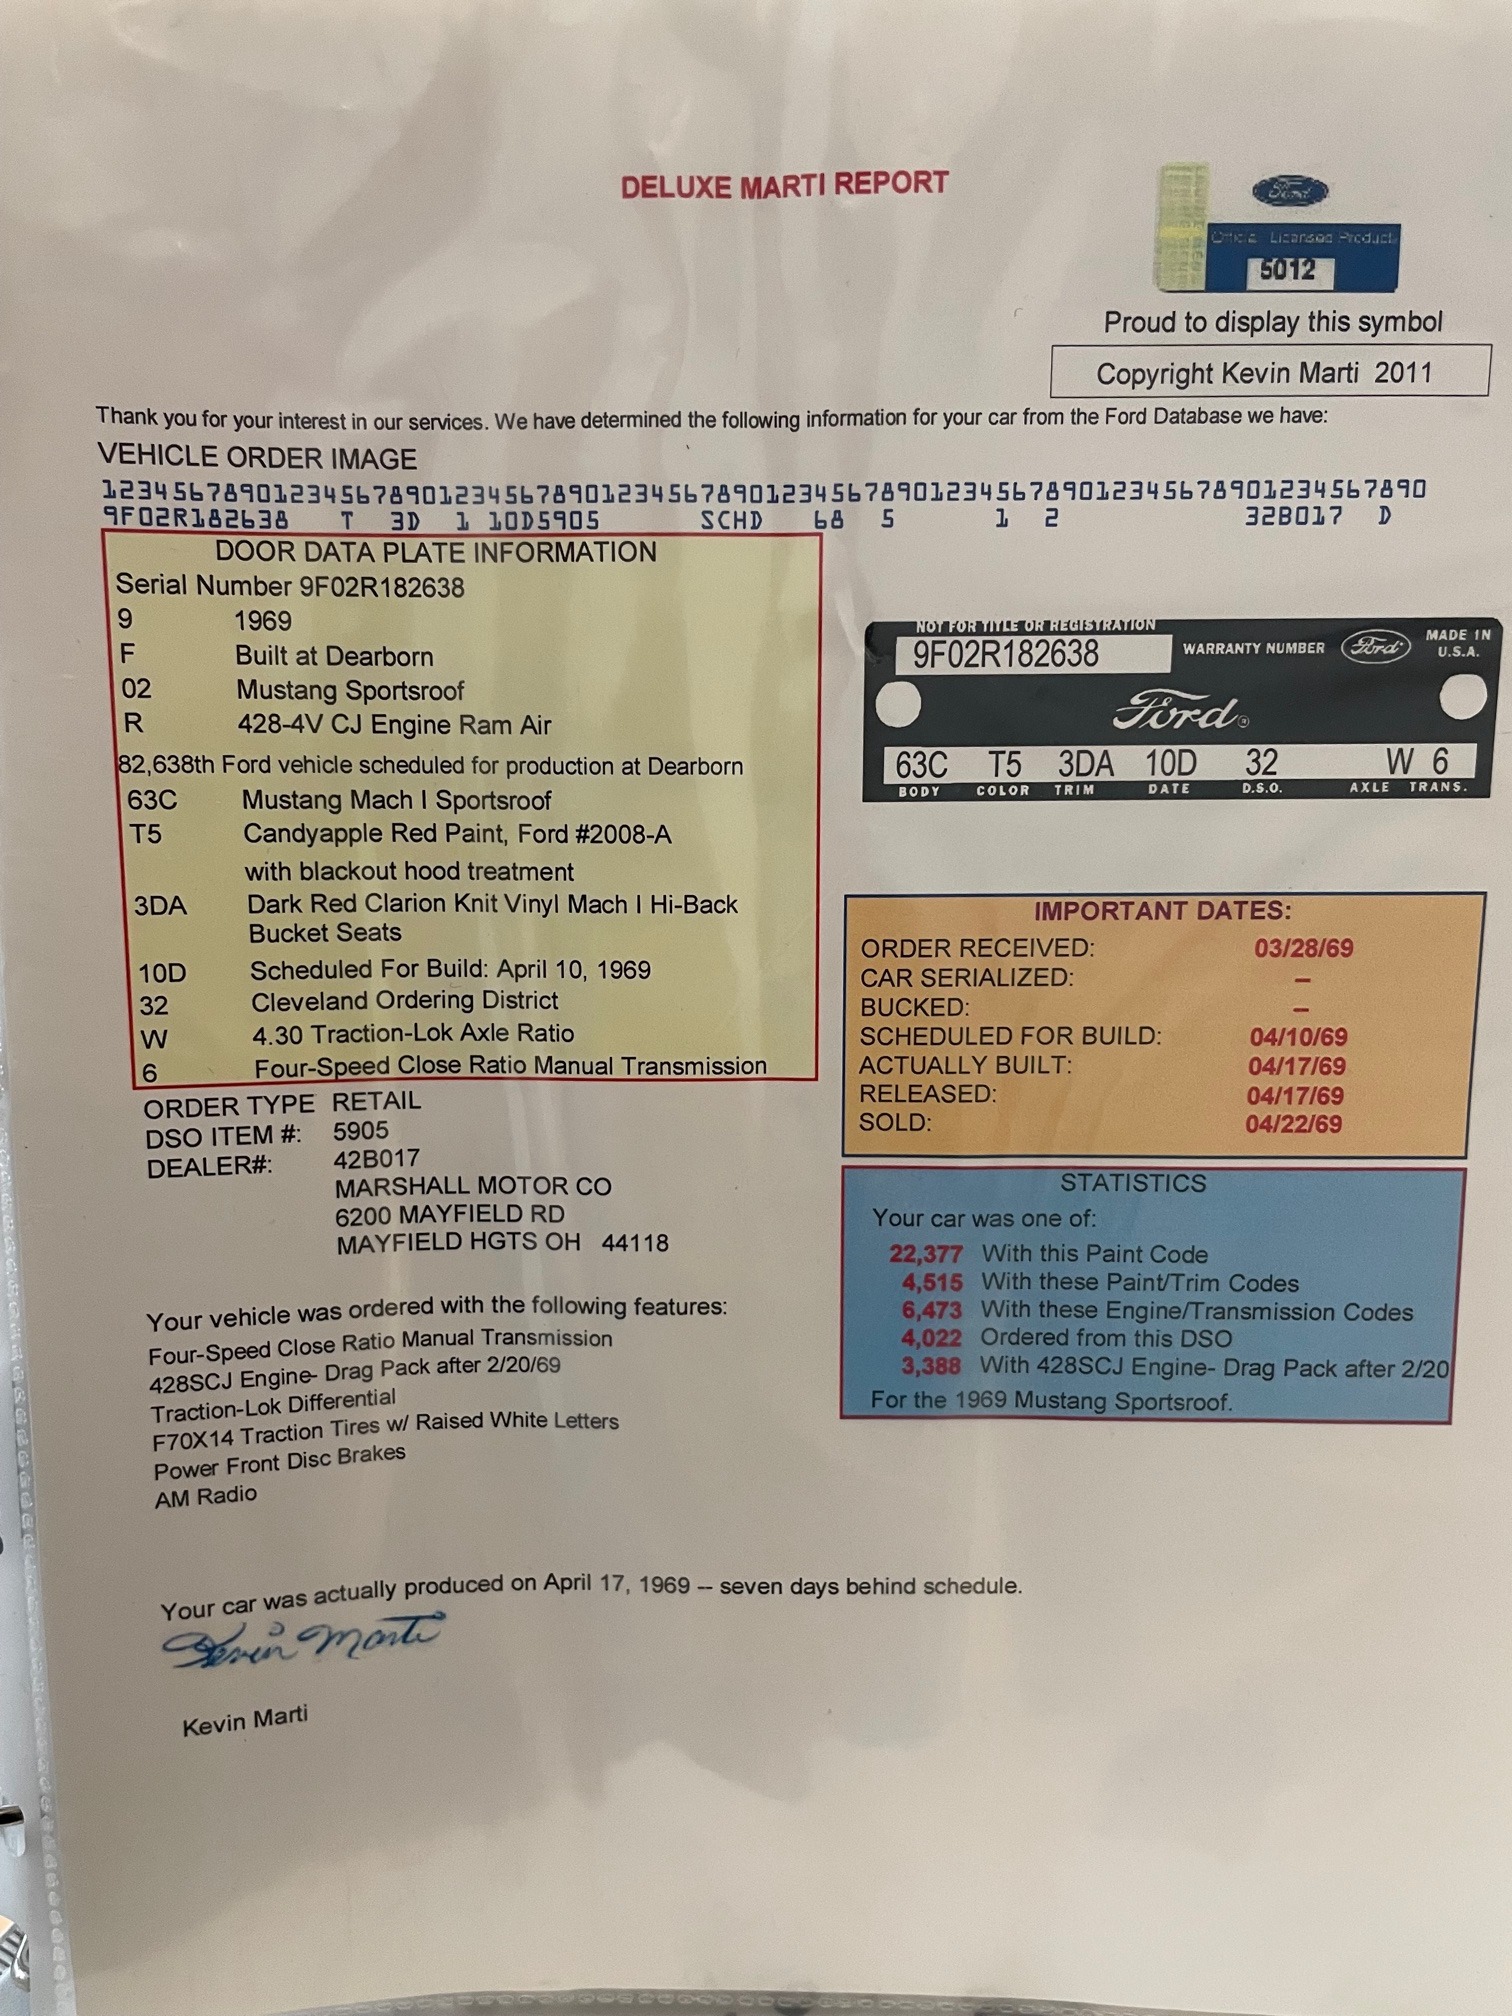 DELUXE MARTI REPORT
Ford
Official Licensed Product
5012
Proud to display this symbol
Copyright Kevin Marti 2011
Thank you for your interest in our services. We have determined the following information for your car from the Ford Database we have:
VEHICLE ORDER IMAGE
12345678901234567890123456789012345678901234567890123456789012345678901234567890
9F02R182638 T 3D 1 10D5905 SCHD 68 5 1 2 32B017 D
DOOR DATA PLATE INFORMATION
Serial Number 9F02R182638
9 1969
F Built at Dearborn
02 Mustang Sportsroof
R 428-4V CJ Engine Ram Air
82,638th Ford vehicle scheduled for production at Dearborn
63C Mustang Mach I Sportsroof
T5 Candyapple Red Paint, Ford #2008-A
with blackout hood treatment
3DA Dark Red Clarion Knit Vinyl Mach I Hi-Back
Bucket Seats
10D Scheduled For Build: April 10, 1969
32 Cleveland Ordering District
W 4.30 Traction-Lok Axle Ratio
6 Four-Speed Close Ratio Manual Transmission
NOT FOR TITLE OR REGISTRATION
9F02R182638 WARRANTY NUMBER Ford MADE IN
U.S.A.
Ford®
63C T5 3DA 10D 32 W 6
BODY COLOR TRIM DATE D.S.O. AXLE TRANS.
ORDER TYPE RETAIL
DSO ITEM #: 5905
DEALER#: 42B017
MARSHALL MOTOR CO
6200 MAYFIELD RD
MAYFIELD HGTS OH 44118
IMPORTANT DATES:
ORDER RECEIVED: 03/28/69
CAR SERIALIZED: –
BUCKED: –
SCHEDULED FOR BUILD: 04/10/69
ACTUALLY BUILT: 04/17/69
RELEASED: 04/17/69
SOLD: 04/22/69
STATISTICS
Your car was one of:
22,377 With this Paint Code
4,515 With these Paint/Trim Codes
6,473 With these Engine/Transmission Codes
4,022 Ordered from this DSO
3,388 With 428SCJ Engine- Drag Pack after 2/20
For the 1969 Mustang Sportsroof.
Your vehicle was ordered with the following features:
Four-Speed Close Ratio Manual Transmission
428SCJ Engine- Drag Pack after 2/20/69
Traction-Lok Differential
F70X14 Traction Tires w/ Raised White Letters
Power Front Disc Brakes
AM Radio
Your car was actually produced on April 17, 1969 -- seven days behind schedule.
Kevin Marti
Kevin Marti